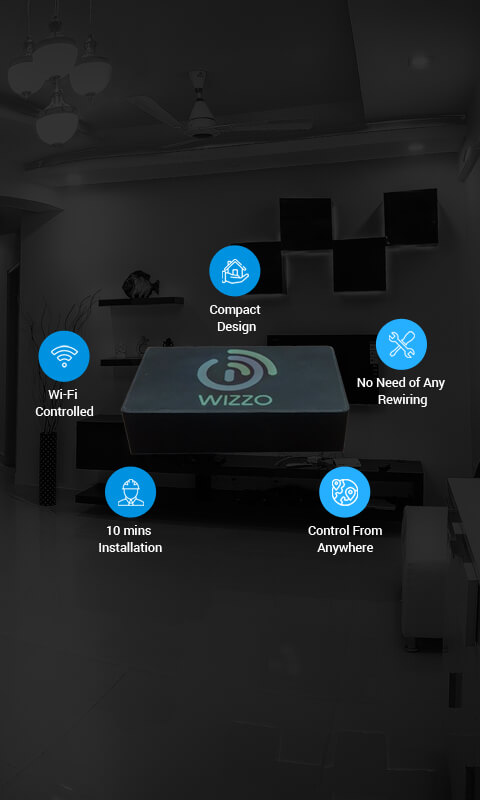 Compact
Design
Wi-Fi
Controlled
No Need of Any
Rewiring
WIZZO
10 mins
Installation
Control From
Anywhere